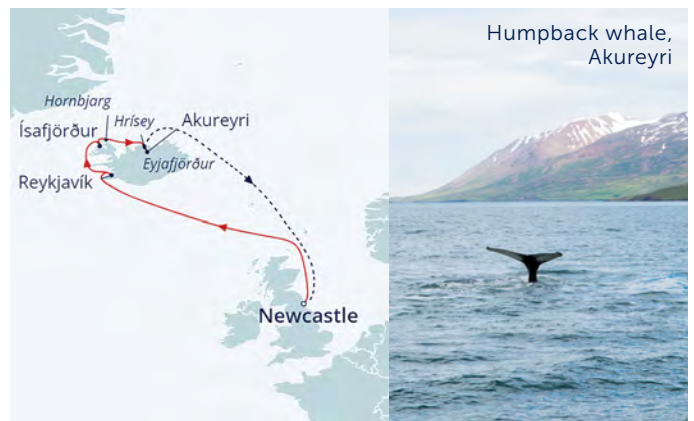 Humpback whale,
Akureyri
Hornbjarg
Hrísey
Akureyri
Ísafjörður
Eyjafjörður
Reykjavík
Newcastle